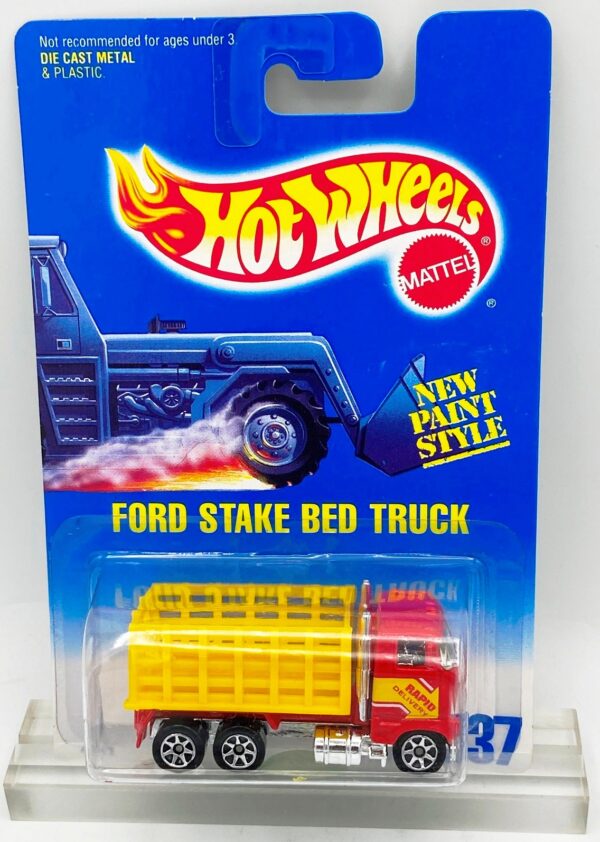 Not recommended for ages under 3.
DIE CAST METAL
& PLASTIC.
HOT WHEELS ®
MATTEL
®
NEW
PAINT
STYLE
FORD STAKE BED TRUCK
RAPID
DELIVERY
37